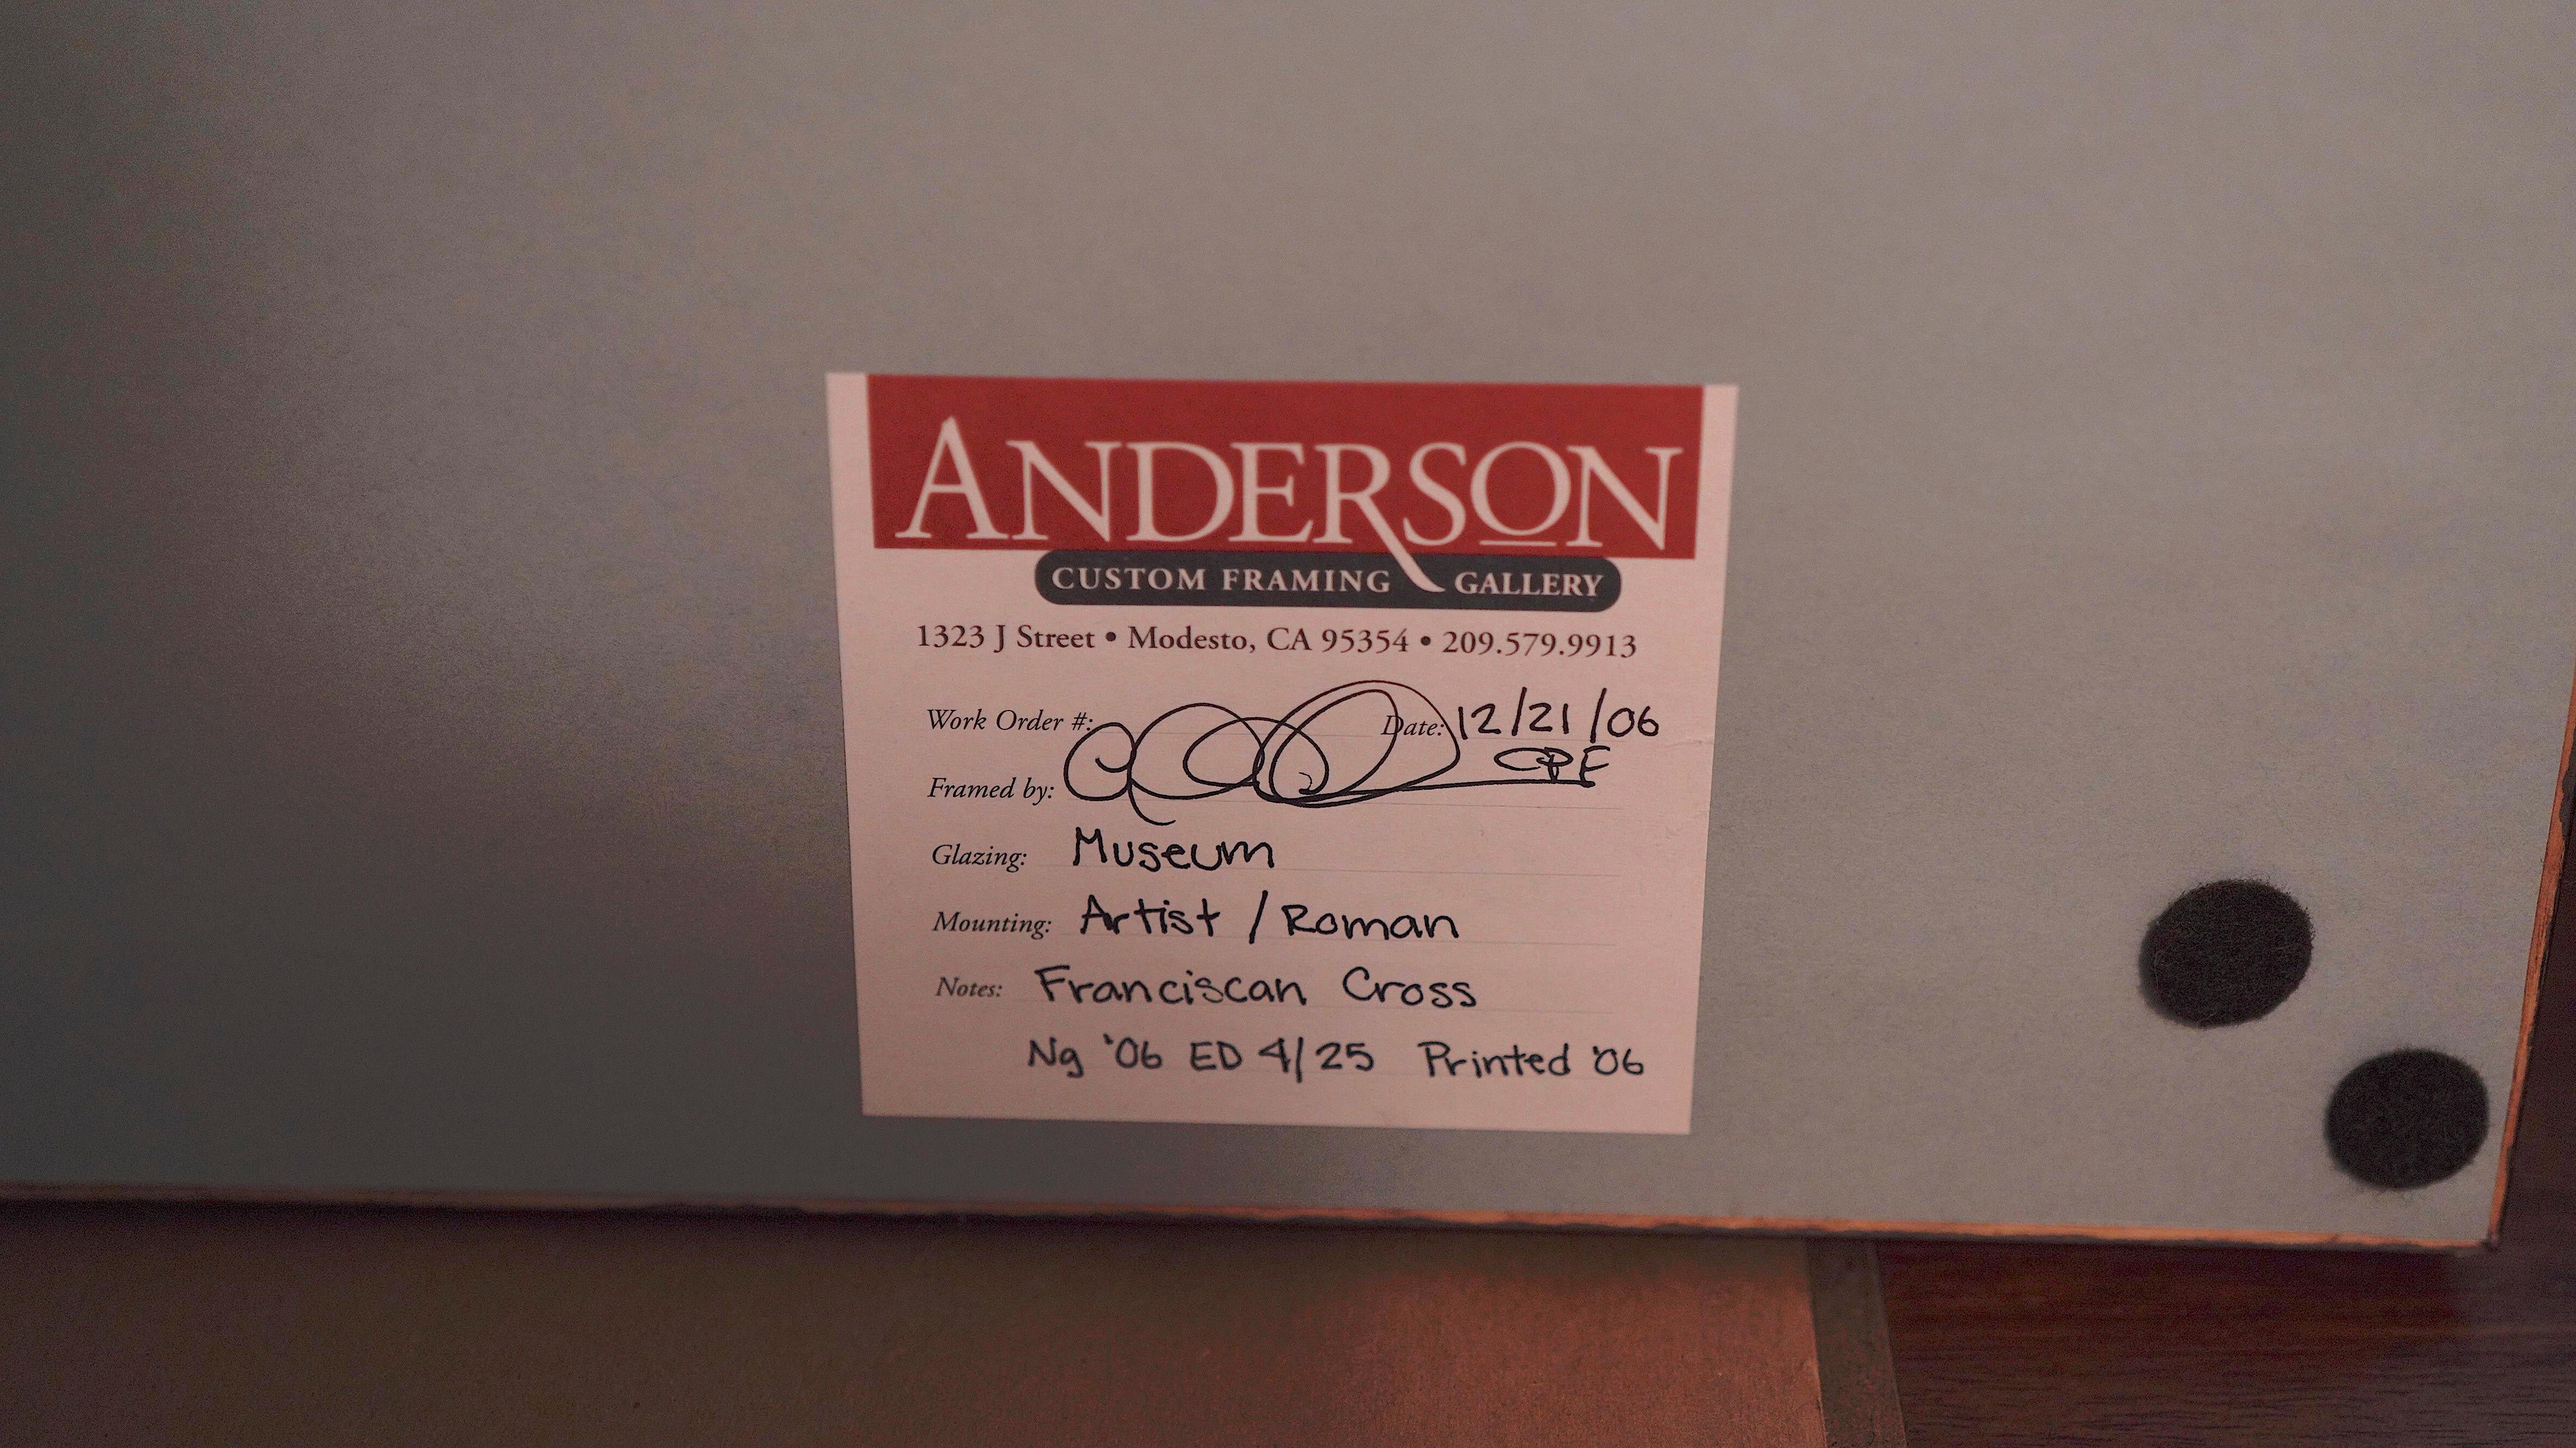 ANDERSON
CUSTOM FRAMING GALLERY
1323 J Street • Modesto, CA 95354 • 209.579.9913
Work Order #: Date: 12/21/06
Framed by: CPF
Glazing: Museum
Mounting: Artist / Roman
Notes: Franciscan Cross
Ng '06 ED 4/25 Printed '06